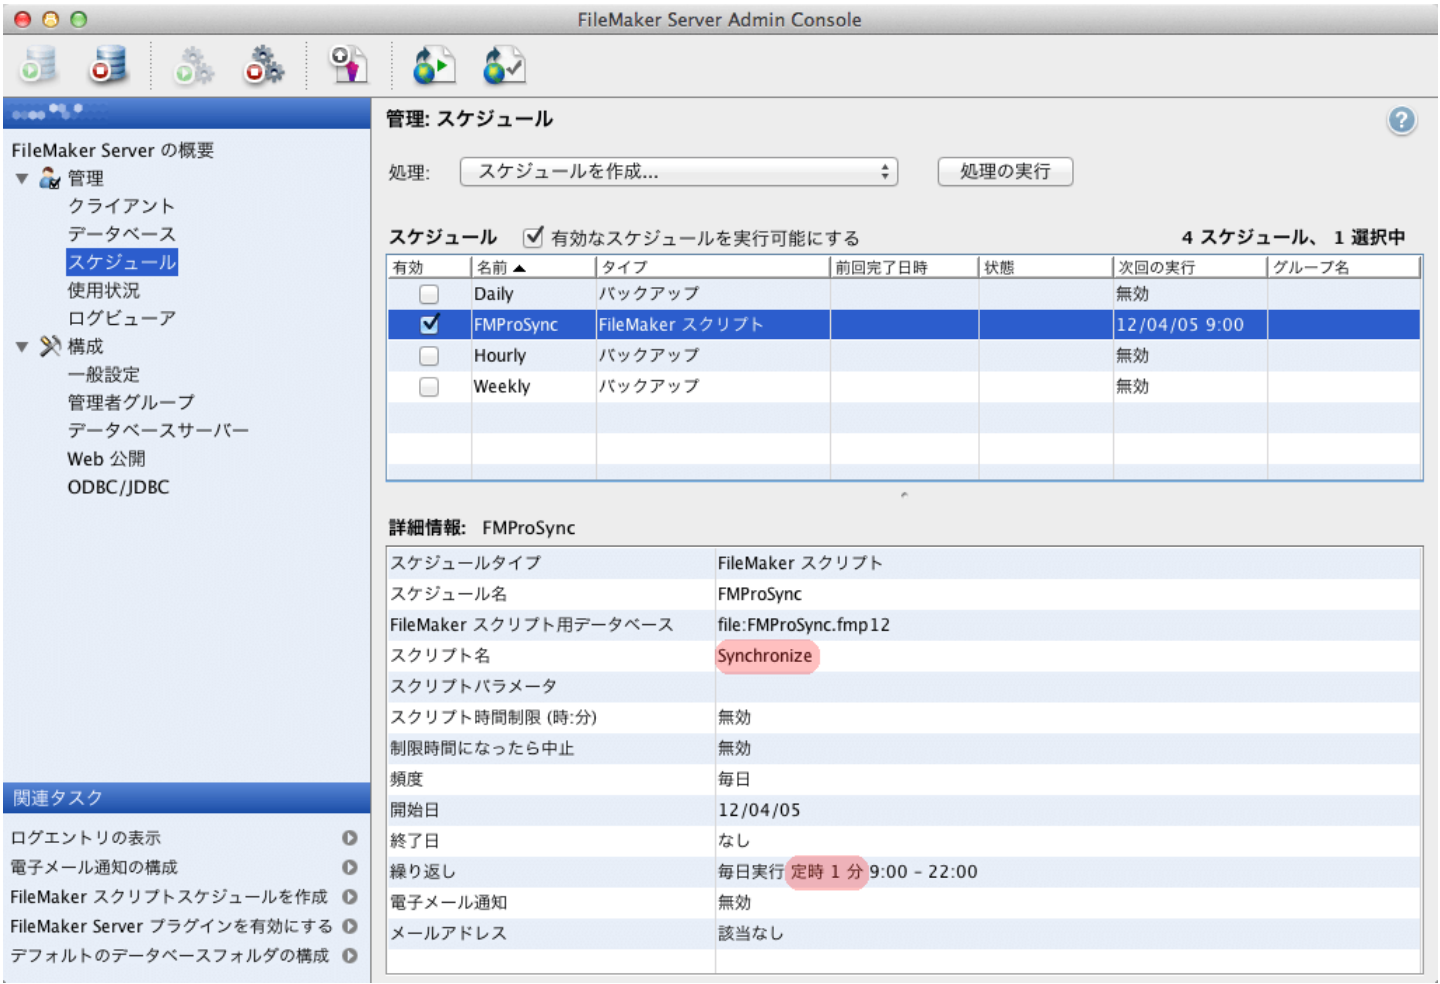 FileMaker Server Admin Console
FileMaker Server の概要
管理
クライアント
データベース
スケジュール
使用状況
ログビューア
構成
一般設定
管理者グループ
データベースサーバー
Web 公開
ODBC/JDBC
関連タスク
ログエントリの表示
電子メール通知の構成
FileMaker スクリプトスケジュールを作成
FileMaker Server プラグインを有効にする
デフォルトのデータベースフォルダの構成
管理: スケジュール
?
処理: スケジュールを作成... 処理の実行
スケジュール 有効なスケジュールを実行可能にする 4 スケジュール、 1 選択中
有効 名前 タイプ 前回完了日時 状態 次回の実行 グループ名
Daily バックアップ 無効
FMProSync FileMaker スクリプト 12/04/05 9:00
Hourly バックアップ 無効
Weekly バックアップ 無効
詳細情報: FMProSync
スケジュールタイプ FileMaker スクリプト
スケジュール名 FMProSync
FileMaker スクリプト用データベース file:FMProSync.fmp12
スクリプト名 Synchronize
スクリプトパラメータ
スクリプト時間制限 (時:分) 無効
制限時間になったら中止 無効
頻度 毎日
開始日 12/04/05
終了日 なし
繰り返し 毎日実行 定時 1 分 9:00 - 22:00
電子メール通知 無効
メールアドレス 該当なし